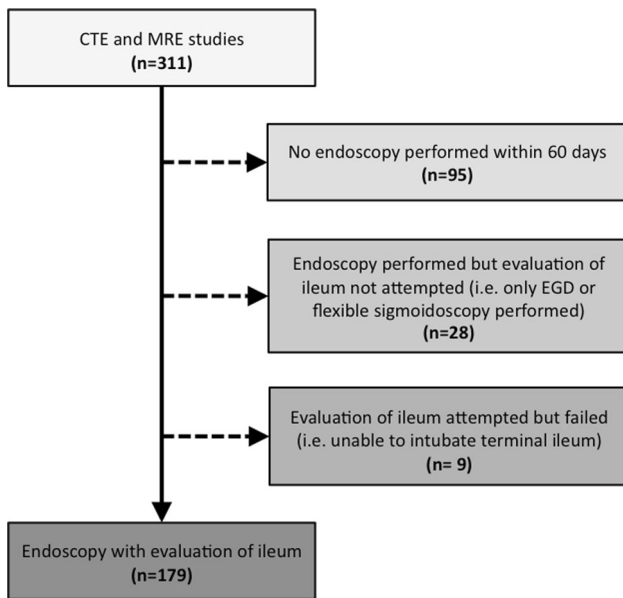 CTE and MRE studies
(n=311)
No endoscopy performed within 60 days
(n=95)
Endoscopy performed but evaluation of
ileum not attempted (i.e. only EGD or
flexible sigmoidoscopy performed)
(n=28)
Evaluation of ileum attempted but failed
(i.e. unable to intubate terminal ileum)
(n= 9)
Endoscopy with evaluation of ileum
(n=179)